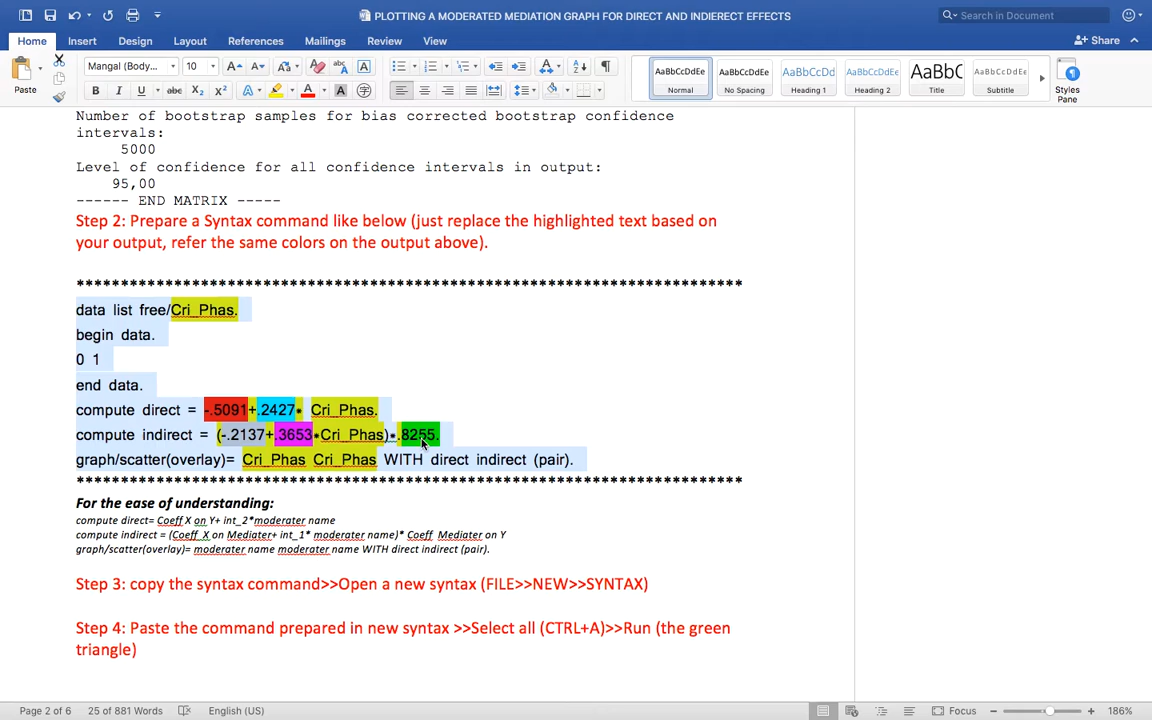 PLOTTING A MODERATED MEDIATION GRAPH FOR DIRECT AND INDIERECT EFFECTS
Search in Document
Home Insert Design Layout References Mailings Review View
Share
Paste
Mangal (Body... 10
AaBbCcDdEe AaBbCcDdEe AaBbCcDd AaBbCcDdEe AaBbC AaBbCcDdEe
Normal No Spacing Heading 1 Heading 2 Title Subtitle
Styles
Pane
Number of bootstrap samples for bias corrected bootstrap confidence
intervals:
5000
Level of confidence for all confidence intervals in output:
95,00
------ END MATRIX -----
Step 2: Prepare a Syntax command like below (just replace the highlighted text based on
your output, refer the same colors on the output above).
**************************************************************************
data list free/Cri_Phas.
begin data.
0 1
end data.
compute direct = -.5091+.2427* Cri_Phas.
compute indirect = (-.2137+.3653*Cri_Phas)*.8255.
graph/scatter(overlay)= Cri_Phas Cri_Phas WITH direct indirect (pair).
**************************************************************************
For the ease of understanding:
compute direct= Coeff X on Y+ int_2*moderater name
compute indirect = (Coeff X on Mediater+ int_1* moderater name)* Coeff Mediater on Y
graph/scatter(overlay)= moderater name moderater name WITH direct indirect (pair).
Step 3: copy the syntax command>>Open a new syntax (FILE>>NEW>>SYNTAX)
Step 4: Paste the command prepared in new syntax >>Select all (CTRL+A)>>Run (the green
triangle)
Page 2 of 6 25 of 881 Words English (US) Focus 186%